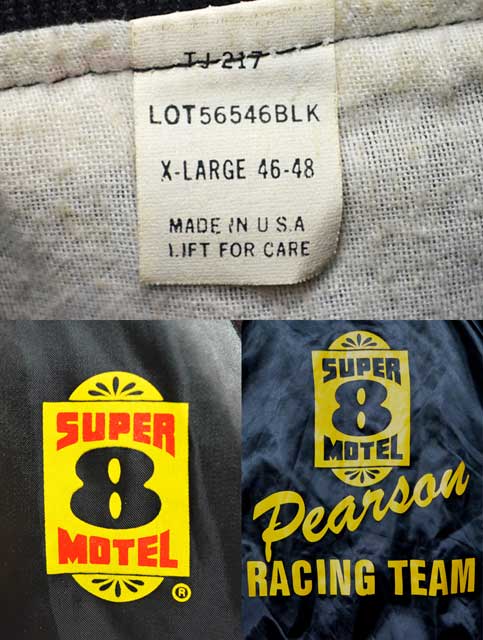 TJ 217
LOT56546BLK
X-LARGE 46-48
MADE IN U S.A
LIFT FOR CARE
SUPER
8
MOTEL
®
SUPER
8
MOTEL
Pearson
RACING TEAM